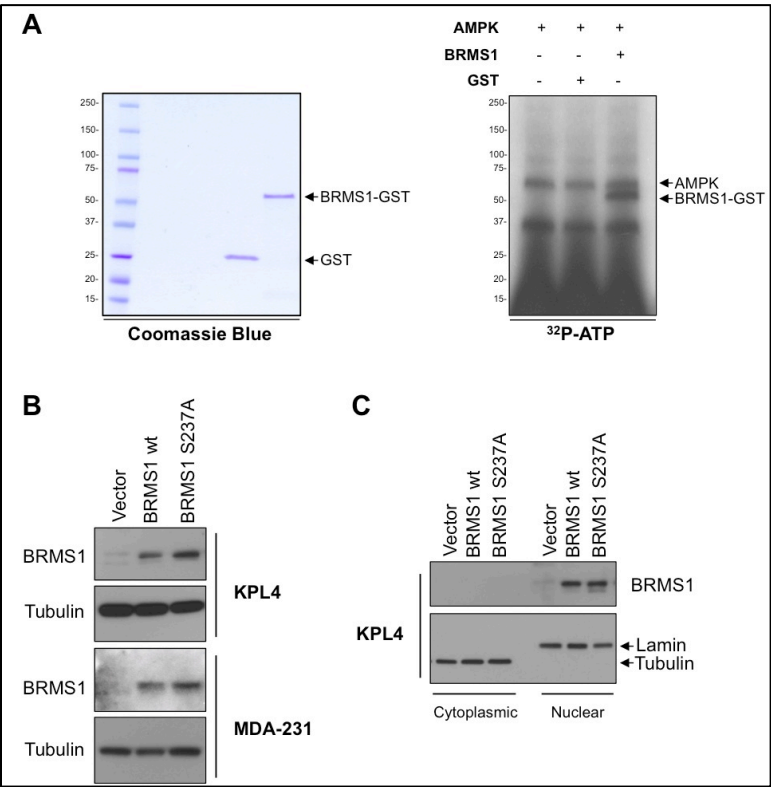 A
AMPK + + +
BRMS1 - - +
GST - + -
250-
150-
100-
75-
50-
37-
25-
20-
15-
BRMS1-GST
GST
Coomassie Blue
250-
150-
100-
75-
50-
37-
25-
20-
15-
AMPK
BRMS1-GST
32P-ATP
B
Vector
BRMS1 wt
BRMS1 S237A
BRMS1
Tubulin
KPL4
BRMS1
Tubulin
MDA-231
C
Vector
BRMS1 wt
BRMS1 S237A
Vector
BRMS1 wt
BRMS1 S237A
KPL4
BRMS1
Lamin
Tubulin
Cytoplasmic
Nuclear